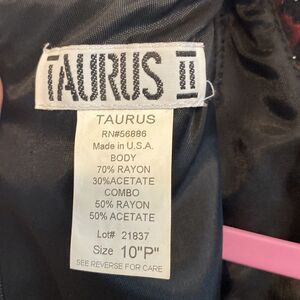 TAURUS II
TAURUS
RN#56886
Made in U.S.A.
BODY
70% RAYON
30%ACETATE
COMBO
50% RAYON
50% ACETATE
Lot# 21837
Size 10"P"
SEE REVERSE FOR CARE